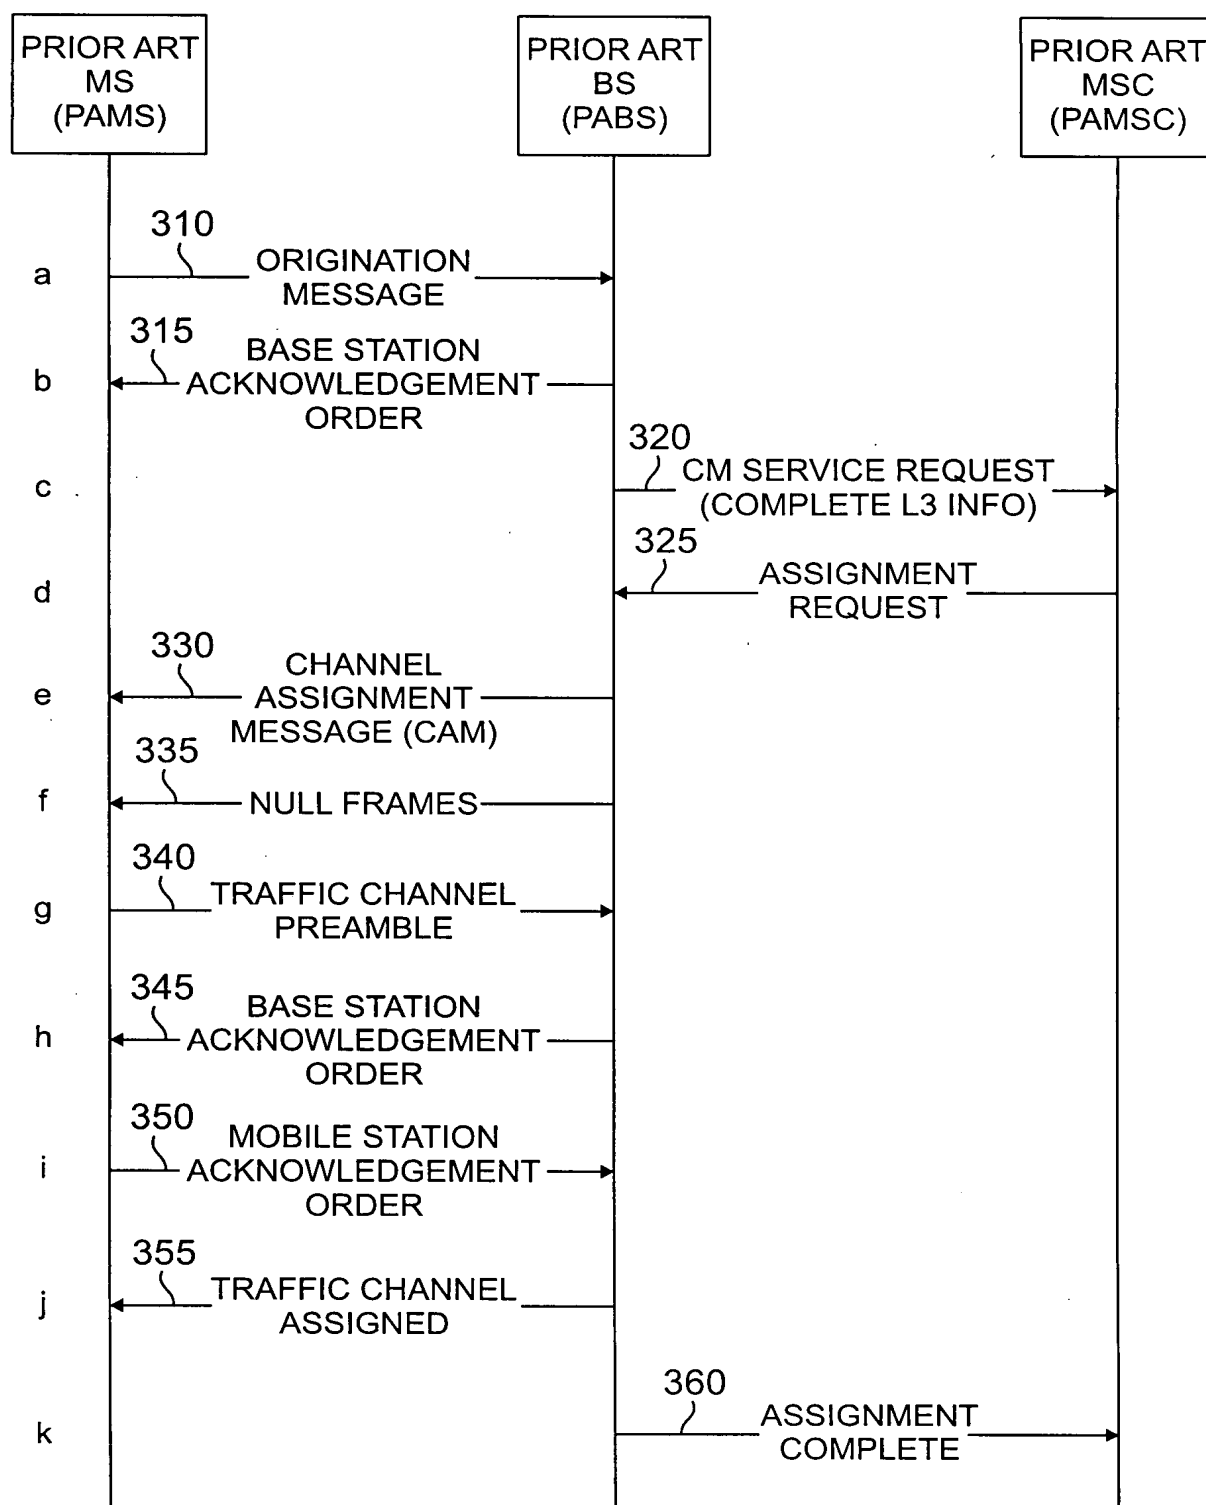 PRIOR ART
MS
(PAMS)
PRIOR ART
BS
(PABS)
PRIOR ART
MSC
(PAMSC)
310
a
ORIGINATION
MESSAGE
315
b
BASE STATION
ACKNOWLEDGEMENT
ORDER
320
c
CM SERVICE REQUEST
(COMPLETE L3 INFO)
325
d
ASSIGNMENT
REQUEST
330
e
CHANNEL
ASSIGNMENT
MESSAGE (CAM)
335
f
NULL FRAMES
340
g
TRAFFIC CHANNEL
PREAMBLE
345
h
BASE STATION
ACKNOWLEDGEMENT
ORDER
350
i
MOBILE STATION
ACKNOWLEDGEMENT
ORDER
355
j
TRAFFIC CHANNEL
ASSIGNED
360
k
ASSIGNMENT
COMPLETE